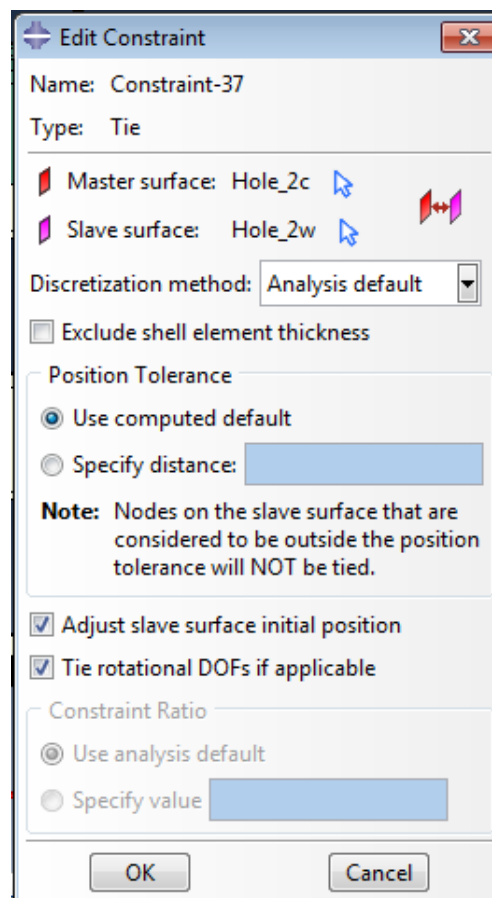 Edit Constraint
Name: Constraint-37
Type: Tie
Master surface: Hole_2c
Slave surface: Hole_2w
Discretization method: Analysis default
Exclude shell element thickness
Position Tolerance
Use computed default
Specify distance:
Note: Nodes on the slave surface that are
considered to be outside the position
tolerance will NOT be tied.
Adjust slave surface initial position
Tie rotational DOFs if applicable
Constraint Ratio
Use analysis default
Specify value
OK Cancel